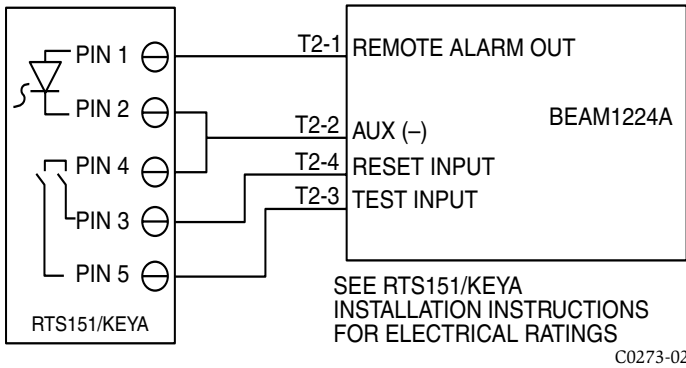 PIN 1
PIN 2
PIN 4
PIN 3
PIN 5
RTS151/KEYA
T2-1 REMOTE ALARM OUT
BEAM1224A
T2-2 AUX (–)
T2-4 RESET INPUT
T2-3 TEST INPUT
SEE RTS151/KEYA
INSTALLATION INSTRUCTIONS
FOR ELECTRICAL RATINGS
C0273-02